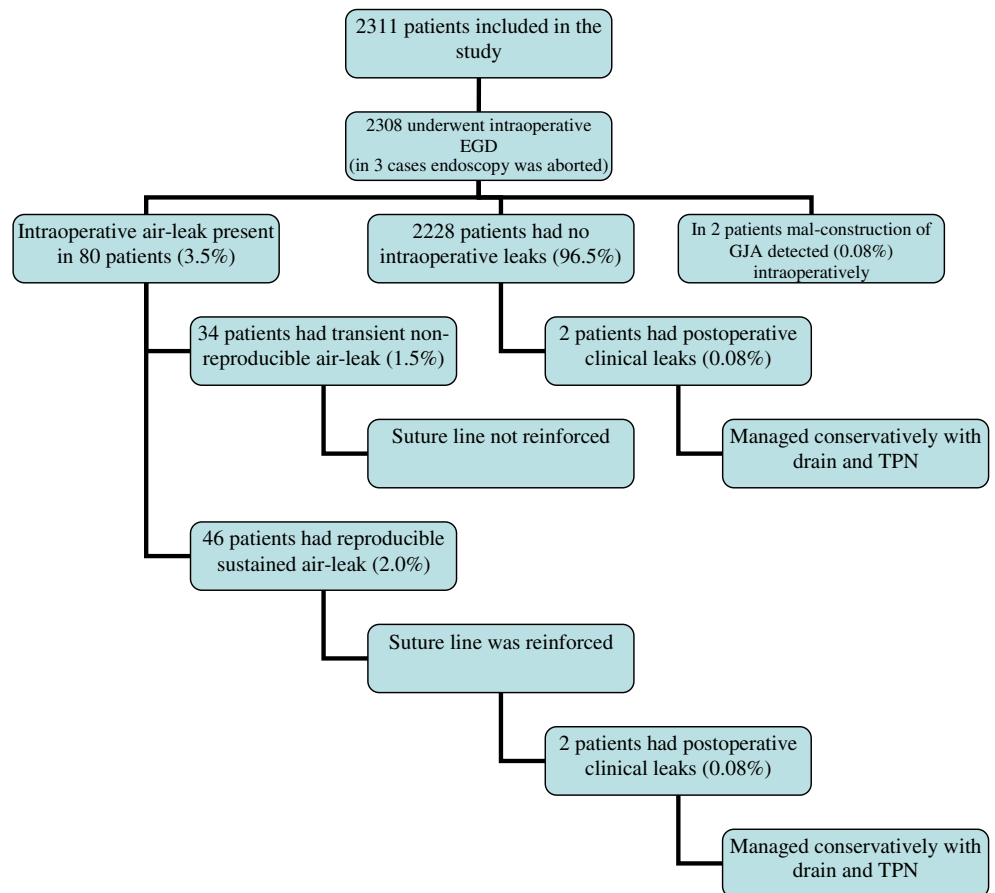 2311 patients included in the
study
2308 underwent intraoperative
EGD
(in 3 cases endoscopy was aborted)
Intraoperative air-leak present
in 80 patients (3.5%)
2228 patients had no
intraoperative leaks (96.5%)
In 2 patients mal-construction of
GJA detected (0.08%)
intraoperatively
34 patients had transient non-
reproducible air-leak (1.5%)
2 patients had postoperative
clinical leaks (0.08%)
Suture line not reinforced
Managed conservatively with
drain and TPN
46 patients had reproducible
sustained air-leak (2.0%)
Suture line was reinforced
2 patients had postoperative
clinical leaks (0.08%)
Managed conservatively with
drain and TPN